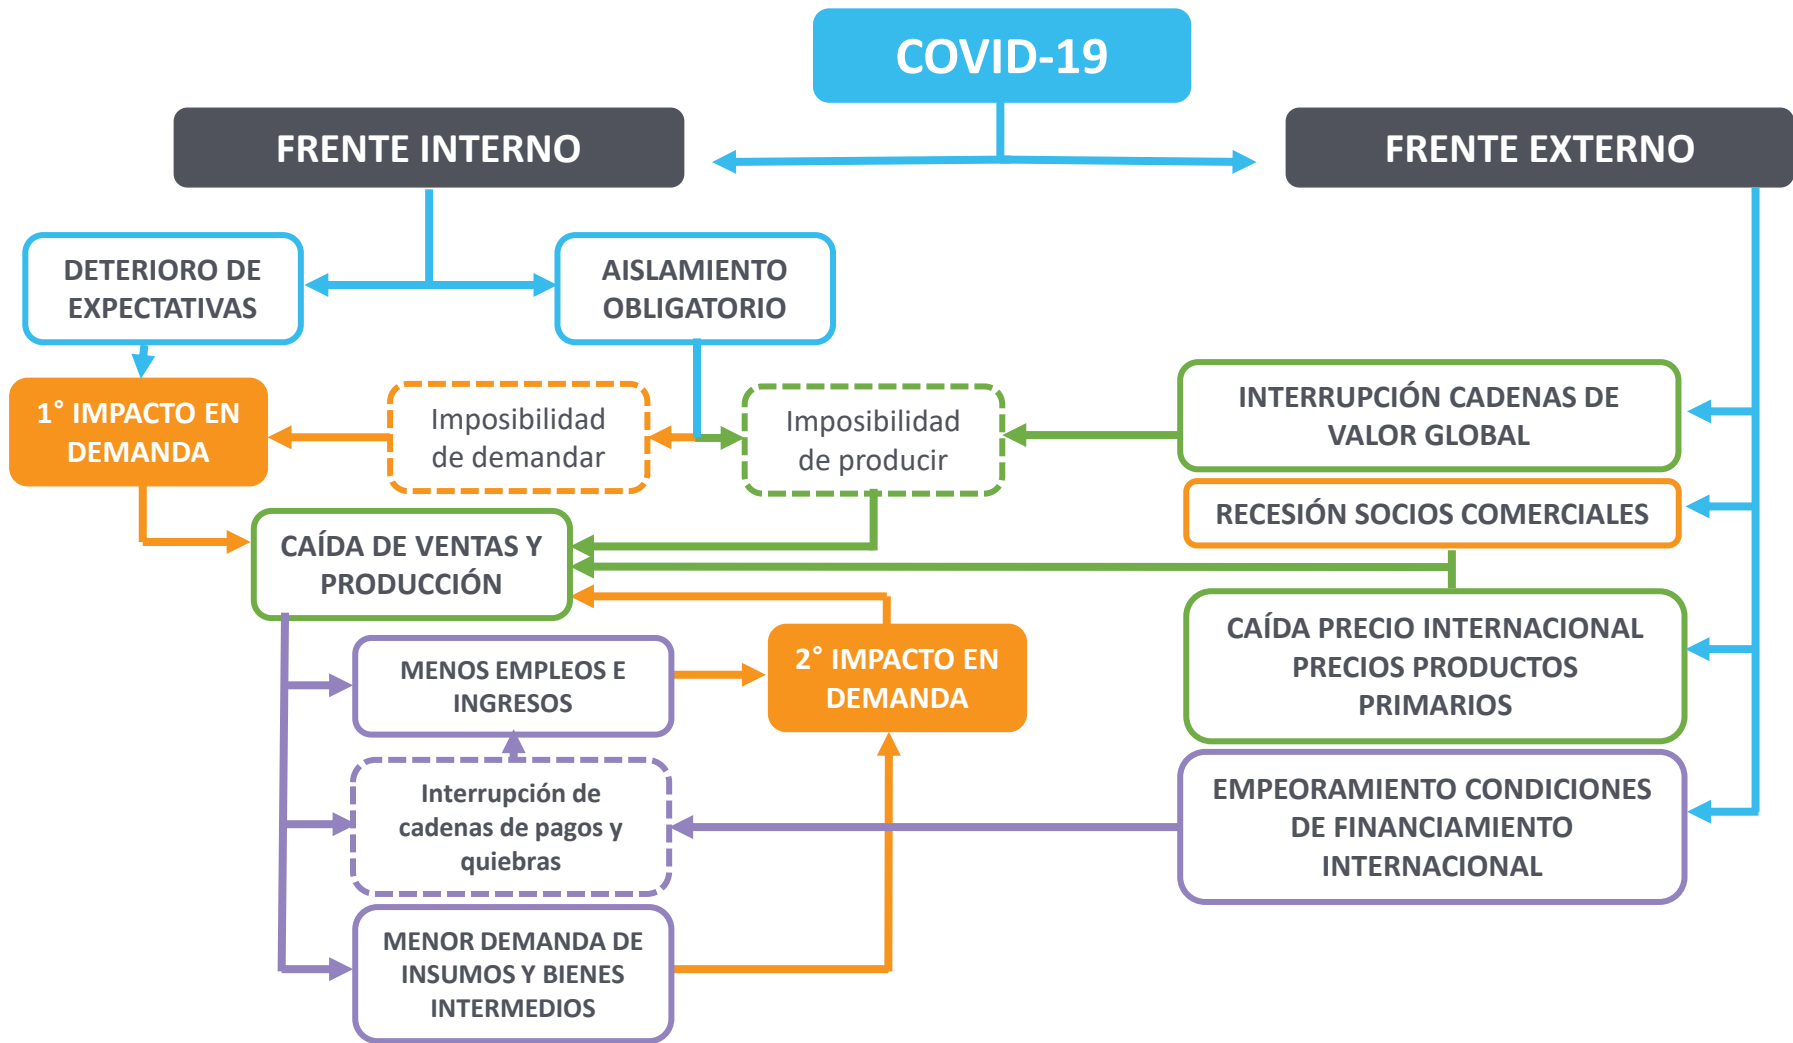 COVID-19
FRENTE INTERNO
FRENTE EXTERNO
DETERIORO DE
EXPECTATIVAS
AISLAMIENTO
OBLIGATORIO
1° IMPACTO EN
DEMANDA
Imposibilidad
de demandar
Imposibilidad
de producir
INTERRUPCIÓN CADENAS DE
VALOR GLOBAL
RECESIÓN SOCIOS COMERCIALES
CAÍDA DE VENTAS Y
PRODUCCIÓN
CAÍDA PRECIO INTERNACIONAL
PRECIOS PRODUCTOS
PRIMARIOS
MENOS EMPLEOS E
INGRESOS
2° IMPACTO EN
DEMANDA
Interrupción de
cadenas de pagos y
quiebras
EMPEORAMIENTO CONDICIONES
DE FINANCIAMIENTO
INTERNACIONAL
MENOR DEMANDA DE
INSUMOS Y BIENES
INTERMEDIOS